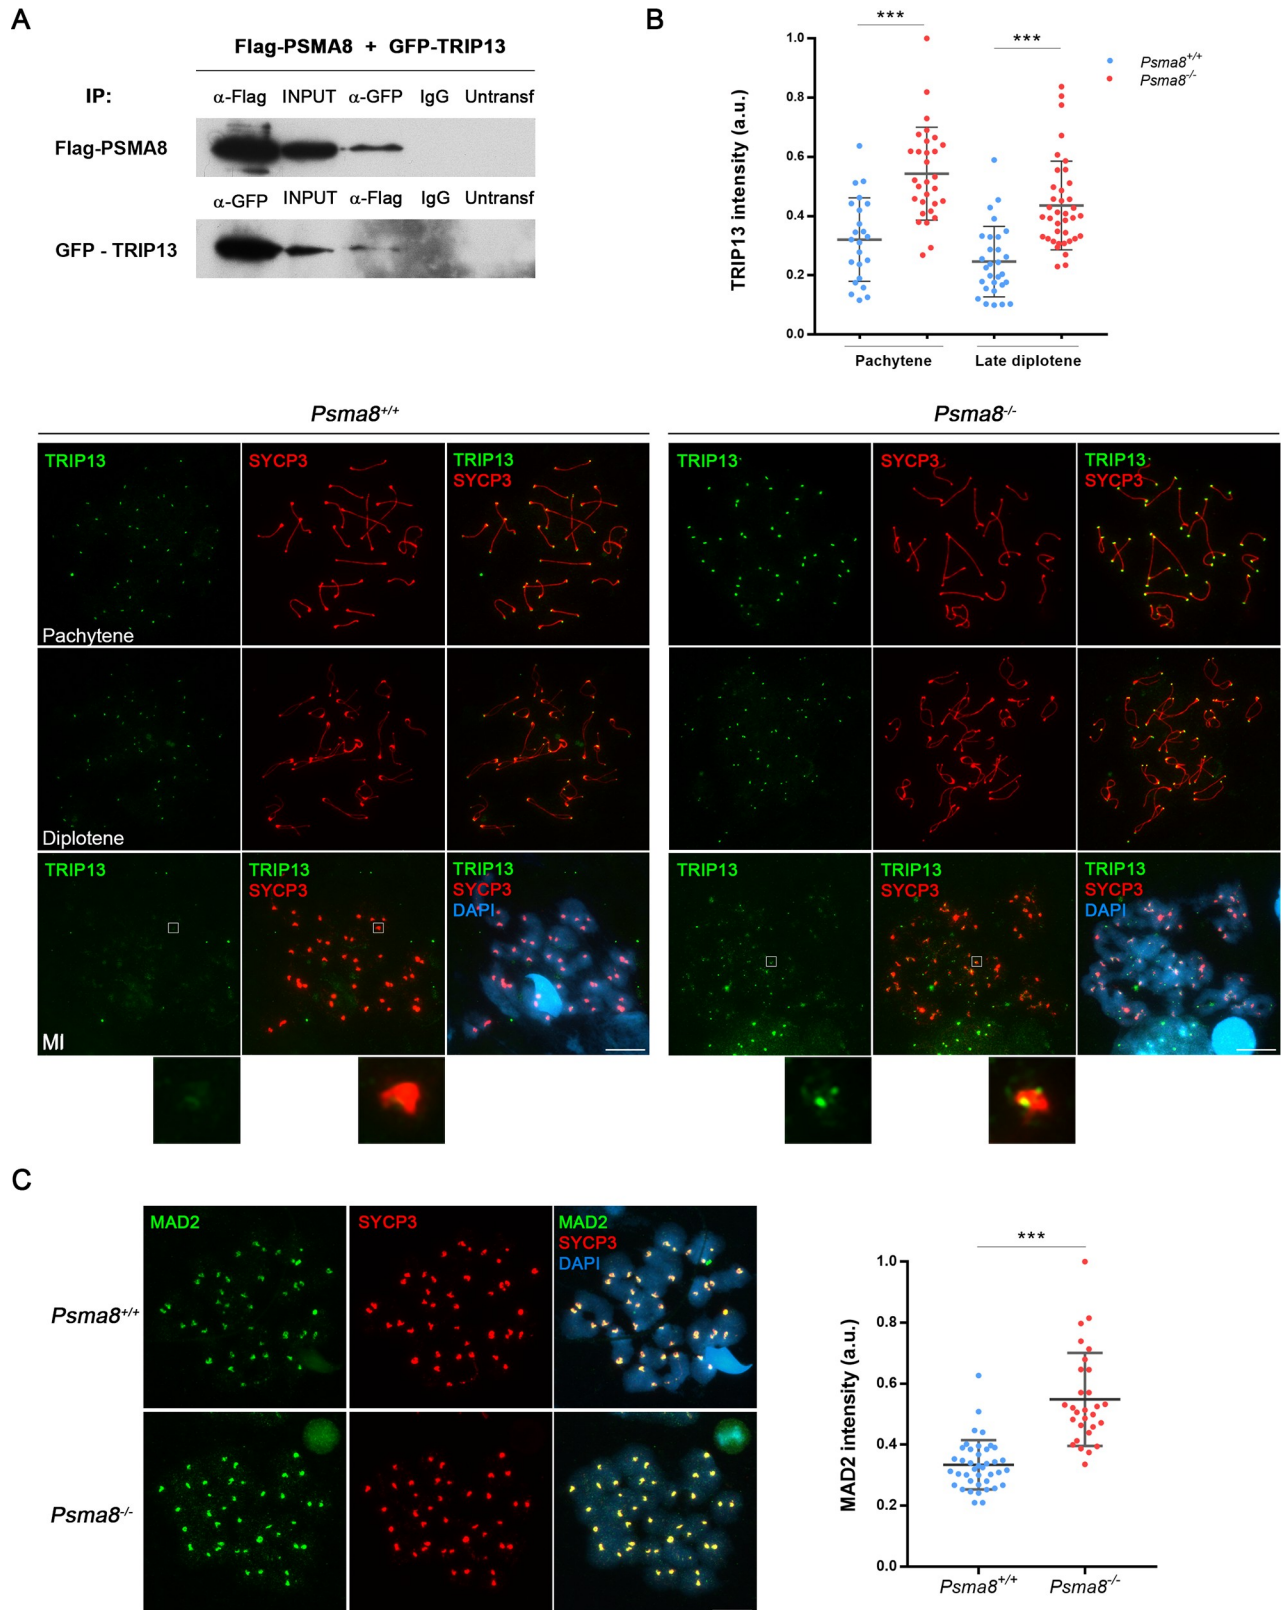 A
Flag-PSMA8 + GFP-TRIP13
IP:
α-Flag INPUT α-GFP IgG Untransf
Flag-PSMA8
α-GFP INPUT α-Flag IgG Untransf
GFP - TRIP13
B
*** ***
Psma8+/+
Psma8-/-
TRIP13 intensity (a.u.)
1.0
0.8
0.6
0.4
0.2
0.0
Pachytene Late diplotene
Psma8+/+ Psma8-/-
TRIP13 SYCP3 TRIP13 TRIP13 SYCP3 TRIP13
SYCP3 SYCP3
Pachytene
Diplotene
TRIP13 TRIP13 TRIP13 TRIP13 TRIP13 TRIP13
SYCP3 SYCP3 SYCP3 SYCP3
DAPI DAPI
MI
C
MAD2 SYCP3 MAD2
SYCP3
DAPI
Psma8+/+
Psma8-/-
***
MAD2 intensity (a.u.)
1.0
0.8
0.6
0.4
0.2
0.0
Psma8+/+ Psma8-/-